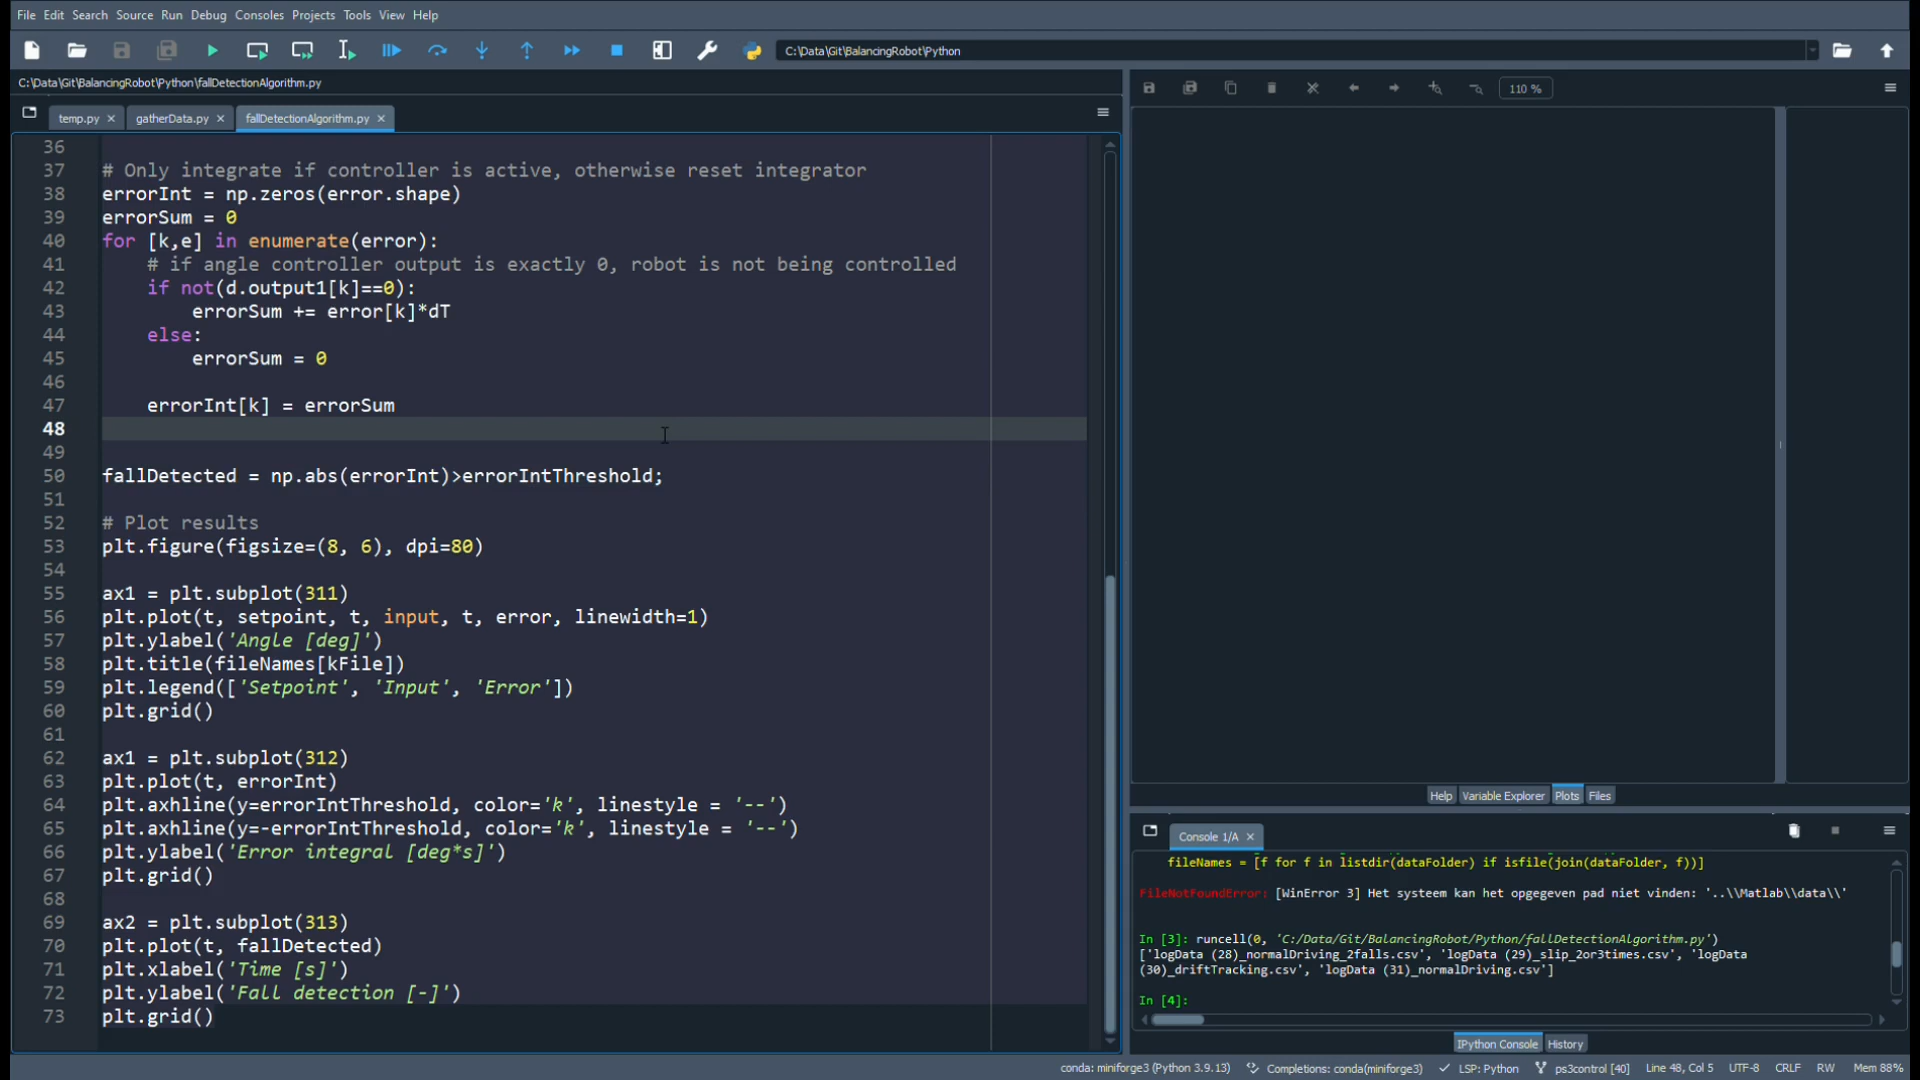 File Edit Search Source Run Debug Consoles Projects Tools View Help
C:\Data\Git\BalancingRobot\Python
C:\Data\Git\BalancingRobot\Python\fallDetectionAlgorithm.py
temp.py gatherData.py fallDetectionAlgorithm.py
110 %
36
37 # Only integrate if controller is active, otherwise reset integrator
38 errorInt = np.zeros(error.shape)
39 errorSum = 0
40 for [k,e] in enumerate(error):
41 # if angle controller output is exactly 0, robot is not being controlled
42 if not(d.output1[k]==0):
43 errorSum += error[k]*dT
44 else:
45 errorSum = 0
46
47 errorInt[k] = errorSum
48
49
50 fallDetected = np.abs(errorInt)>errorIntThreshold;
51
52 # Plot results
53 plt.figure(figsize=(8, 6), dpi=80)
54
55 ax1 = plt.subplot(311)
56 plt.plot(t, setpoint, t, input, t, error, linewidth=1)
57 plt.ylabel('Angle [deg]')
58 plt.title(fileNames[kFile])
59 plt.legend(['Setpoint', 'Input', 'Error'])
60 plt.grid()
61
62 ax1 = plt.subplot(312)
63 plt.plot(t, errorInt)
64 plt.axhline(y=errorIntThreshold, color='k', linestyle = '--')
65 plt.axhline(y=-errorIntThreshold, color='k', linestyle = '--')
66 plt.ylabel('Error integral [deg*s]')
67 plt.grid()
68
69 ax2 = plt.subplot(313)
70 plt.plot(t, fallDetected)
71 plt.xlabel('Time [s]')
72 plt.ylabel('Fall detection [-]')
73 plt.grid()
Help Variable Explorer Plots Files
Console 1/A
fileNames = [f for f in listdir(dataFolder) if isfile(join(dataFolder, f))]
FileNotFoundError: [WinError 3] Het systeem kan het opgegeven pad niet vinden: '..\\Matlab\\data\\'
In [3]: runcell(0, 'C:/Data/Git/BalancingRobot/Python/fallDetectionAlgorithm.py')
['logData (28)_normalDriving_2falls.csv', 'logData (29)_slip_2or3times.csv', 'logData
(30)_driftTracking.csv', 'logData (31)_normalDriving.csv']
In [4]:
IPython Console History
conda: miniforge3 (Python 3.9.13) Completions: conda(miniforge3) LSP: Python ps3control [40] Line 48, Col 5 UTF-8 CRLF RW Mem 88%